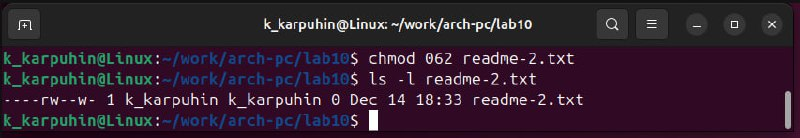 k_karpuhin@Linux: ~/work/arch-pc/lab10
k_karpuhin@Linux:~/work/arch-pc/lab10$ chmod 062 readme-2.txt
k_karpuhin@Linux:~/work/arch-pc/lab10$ ls -l readme-2.txt
----rw--w- 1 k_karpuhin k_karpuhin 0 Dec 14 18:33 readme-2.txt
k_karpuhin@Linux:~/work/arch-pc/lab10$